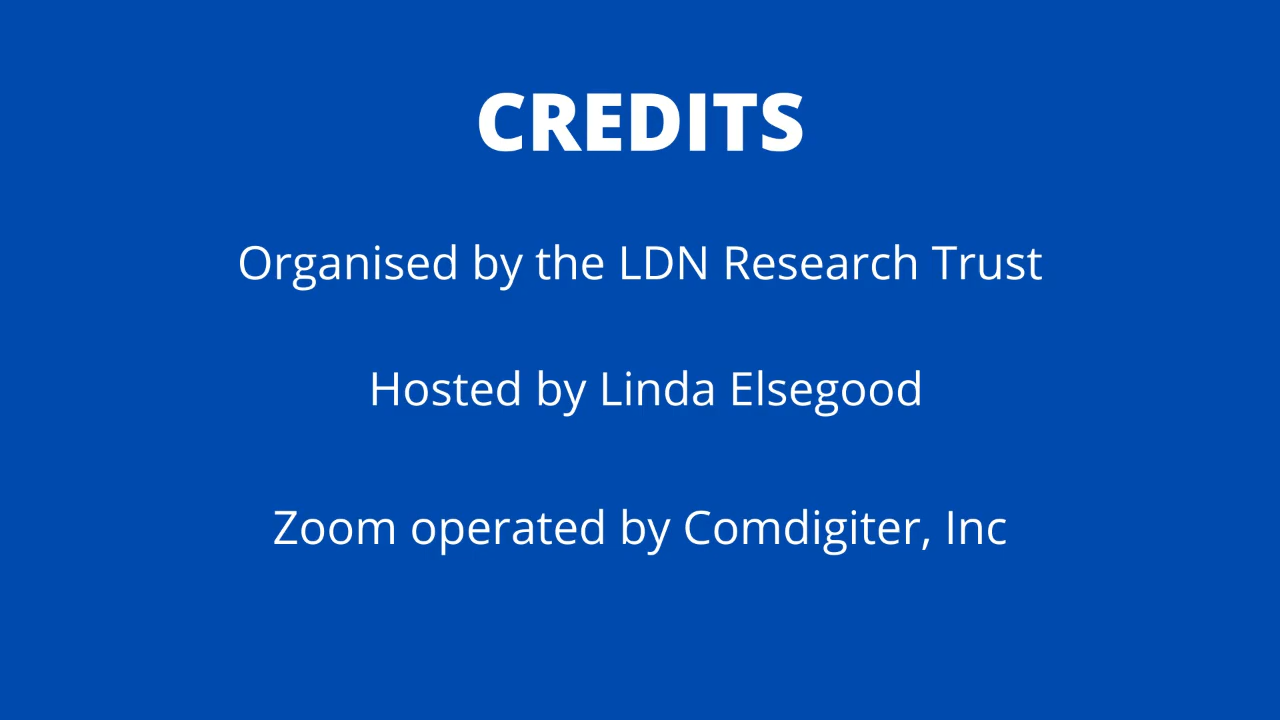 CREDITS
Organised by the LDN Research Trust
Hosted by Linda Elsegood
Zoom operated by Comdigiter, Inc